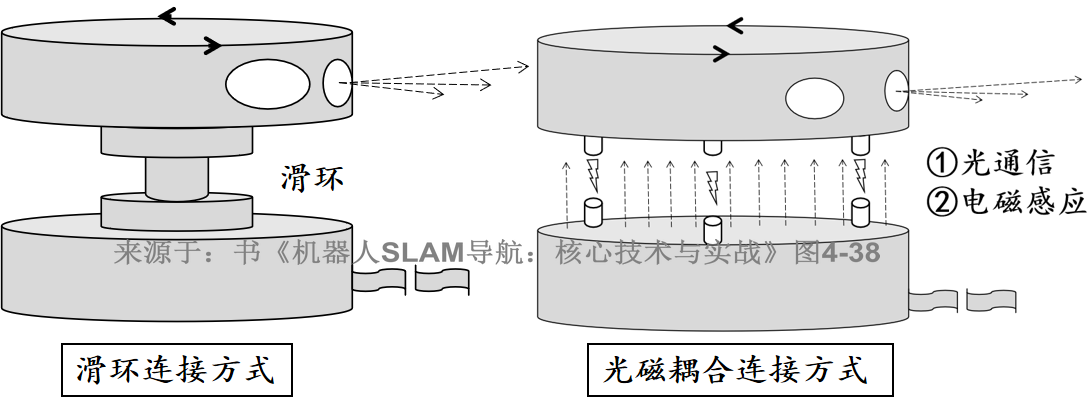 滑环
①光通信
②电磁感应
来源于：书《机器人SLAM导航：核心技术与实战》图4-38
滑环连接方式
光磁耦合连接方式